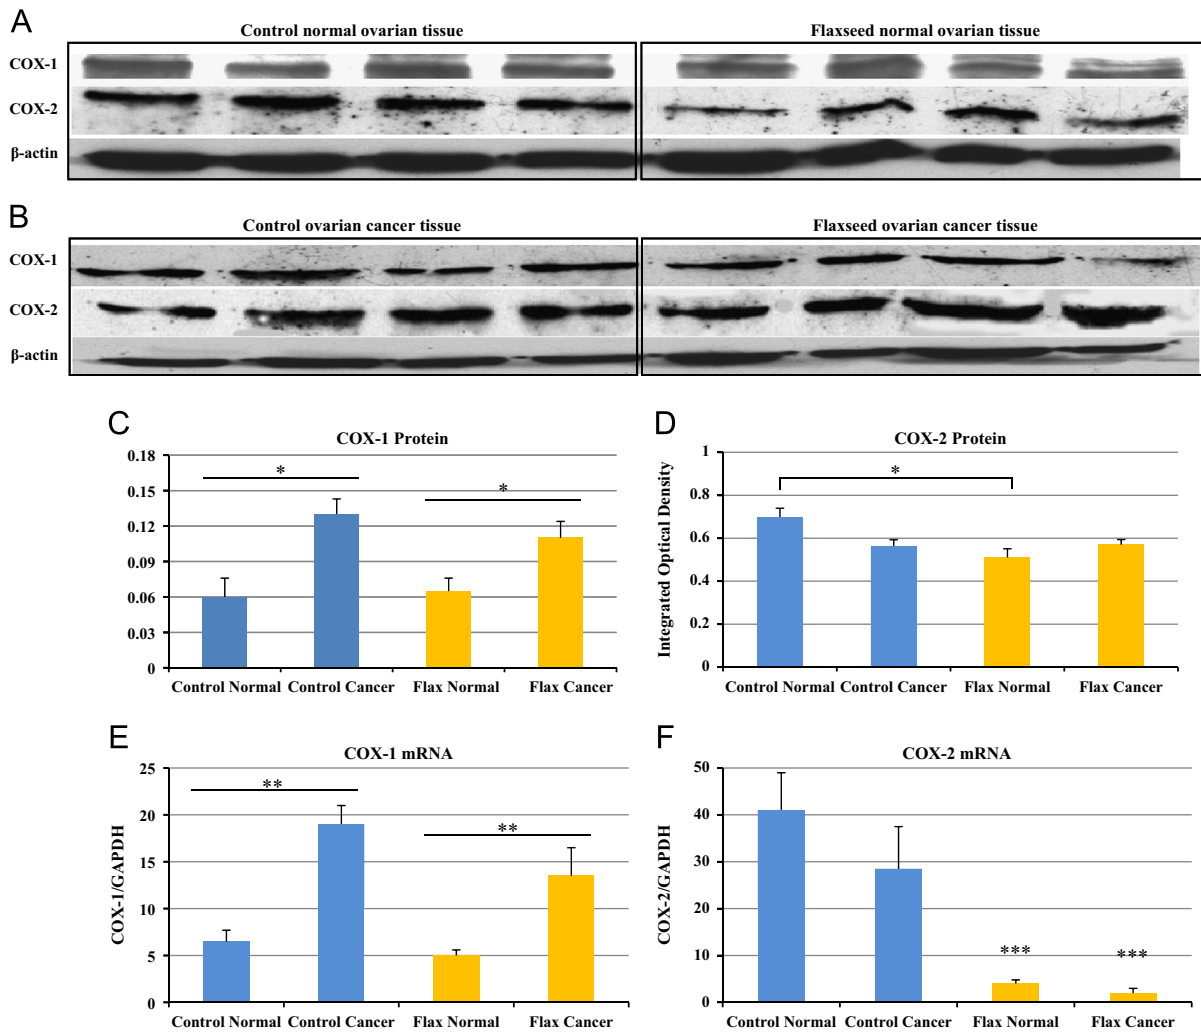 A
Control normal ovarian tissue
Flaxseed normal ovarian tissue
COX-1
COX-2
β-actin
B
Control ovarian cancer tissue
Flaxseed ovarian cancer tissue
COX-1
COX-2
β-actin
C
COX-1 Protein
0.18
0.15
0.12
0.09
0.06
0.03
0
*
*
Control Normal Control Cancer Flax Normal Flax Cancer
D
COX-2 Protein
Integrated Optical Density
1
0.8
0.6
0.4
0.2
0
*
Control Normal Control Cancer Flax Normal Flax Cancer
E
COX-1 mRNA
COX-1/GAPDH
25
20
15
10
5
0
**
**
Control Normal Control Cancer Flax Normal Flax Cancer
F
COX-2 mRNA
COX-2/GAPDH
50
40
30
20
10
0
***
***
Control Normal Control Cancer Flax Normal Flax Cancer